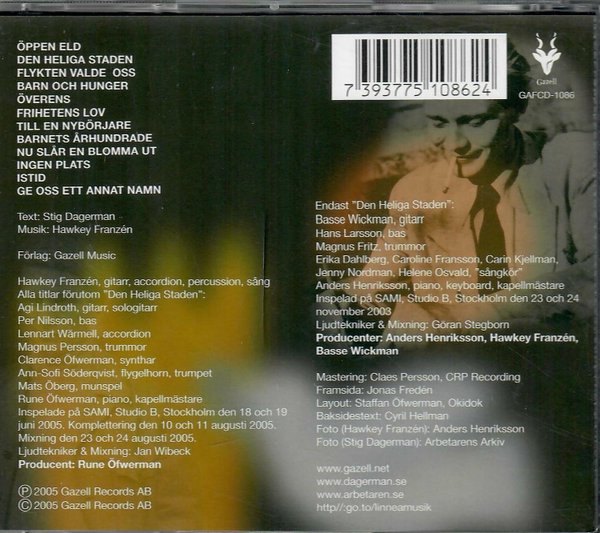 ÖPPEN ELD
DEN HELIGA STADEN
FLYKTEN VALDE OSS
BARN OCH HUNGER
ÖVERENS
FRIHETENS LOV
TILL EN NYBÖRJARE
BARNETS ÅRHUNDRADE
NU SLÅR EN BLOMMA UT
INGEN PLATS
ISTID
GE OSS ETT ANNAT NAMN
Text: Stig Dagerman
Musik: Hawkey Franzén
Förlag: Gazell Music
Hawkey Franzén, gitarr, accordion, percussion, sång
Alla titlar förutom "Den Heliga Staden":
Agi Lindroth, gitarr, sologitarr
Per Nilsson, bas
Lennart Wärmell, accordion
Magnus Persson, trummor
Clarence Öfwerman, synthar
Ann-Sofi Söderqvist, flygelhorn, trumpet
Mats Öberg, munspel
Rune Öfwerman, piano, kapellmästare
Inspelade på SAMI, Studio B, Stockholm den 18 och 19
juni 2005. Komplettering den 10 och 11 augusti 2005.
Mixning den 23 och 24 augusti 2005.
Ljudtekniker & Mixning: Jan Wibeck
Producent: Rune Öfwerman
Ⓟ 2005 Gazell Records AB
© 2005 Gazell Records AB
7 393775 108624
Gazell
GAFCD-1086
Endast "Den Heliga Staden":
Basse Wickman, gitarr
Hans Larsson, bas
Magnus Fritz, trummor
Erika Dahlberg, Caroline Fransson, Carin Kjellman,
Jenny Nordman, Helene Osvald, "sångkör"
Anders Henriksson, piano, keyboard, kapellmästare
Inspelad på SAMI, Studio B, Stockholm den 23 och 24
november 2003
Ljudtekniker & Mixning: Göran Stegborn
Producenter: Anders Henriksson, Hawkey Franzén,
Basse Wickman
Mastering: Claes Persson, CRP Recording
Framsida: Jonas Fredén
Layout: Staffan Öfwerman, Okidok
Baksidestext: Cyril Hellman
Foto (Hawkey Franzén): Anders Henriksson
Foto (Stig Dagerman): Arbetarens Arkiv
www.gazell.net
www.dagerman.se
www.arbetaren.se
http//:go.to/linneamusik